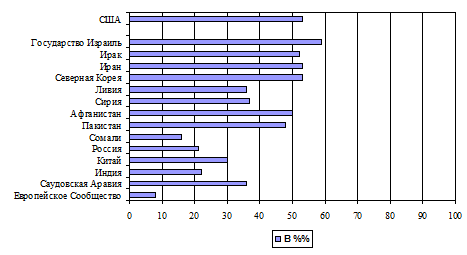 США
Государство Израиль
Ирак
Иран
Северная Корея
Ливия
Сирия
Афганистан
Пакистан
Сомали
Россия
Китай
Индия
Саудовская Аравия
Европейское Сообщество
0 10 20 30 40 50 60 70 80 90 100
В %%